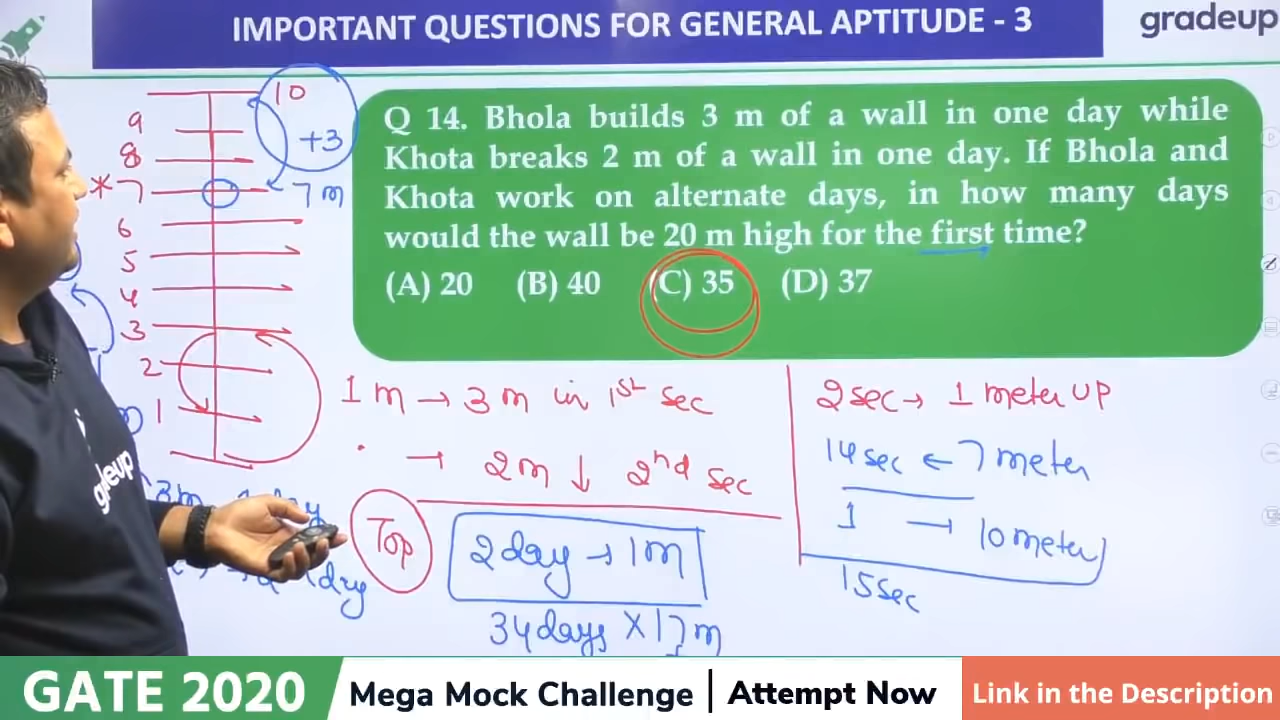 IMPORTANT QUESTIONS FOR GENERAL APTITUDE - 3
gradeup
Q 14. Bhola builds 3 m of a wall in one day while
Khota breaks 2 m of a wall in one day. If Bhola and
Khota work on alternate days, in how many days
would the wall be 20 m high for the first time?
(A) 20 (B) 40 (C) 35 (D) 37
10
9
+3
8
* 7
7 m
6
5
4
3
2
1
1 m → 3 m in 1st sec
→ 2 m ↓ 2nd sec
Top
2 day → 1 m
34 days × 17 m
2 sec → 1 meter UP
14 sec ← 7 meter
1 → 10 meter
15 sec
gradeup
GATE 2020
Mega Mock Challenge | Attempt Now
Link in the Description